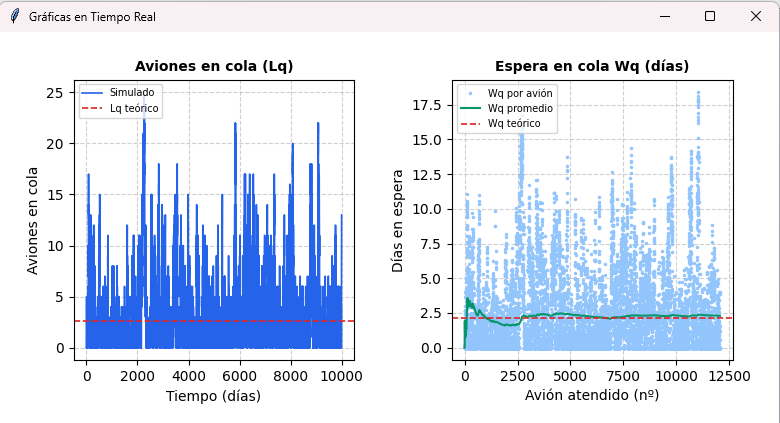 Gráficas en Tiempo Real
Aviones en cola (Lq)
Simulado
Lq teórico
Aviones en cola
25
20
15
10
5
0
0 2000 4000 6000 8000 10000
Tiempo (días)
Espera en cola Wq (días)
Wq por avión
Wq promedio
Wq teórico
Días en espera
17.5
15.0
12.5
10.0
7.5
5.0
2.5
0.0
0 2500 5000 7500 10000 12500
Avión atendido (nº)